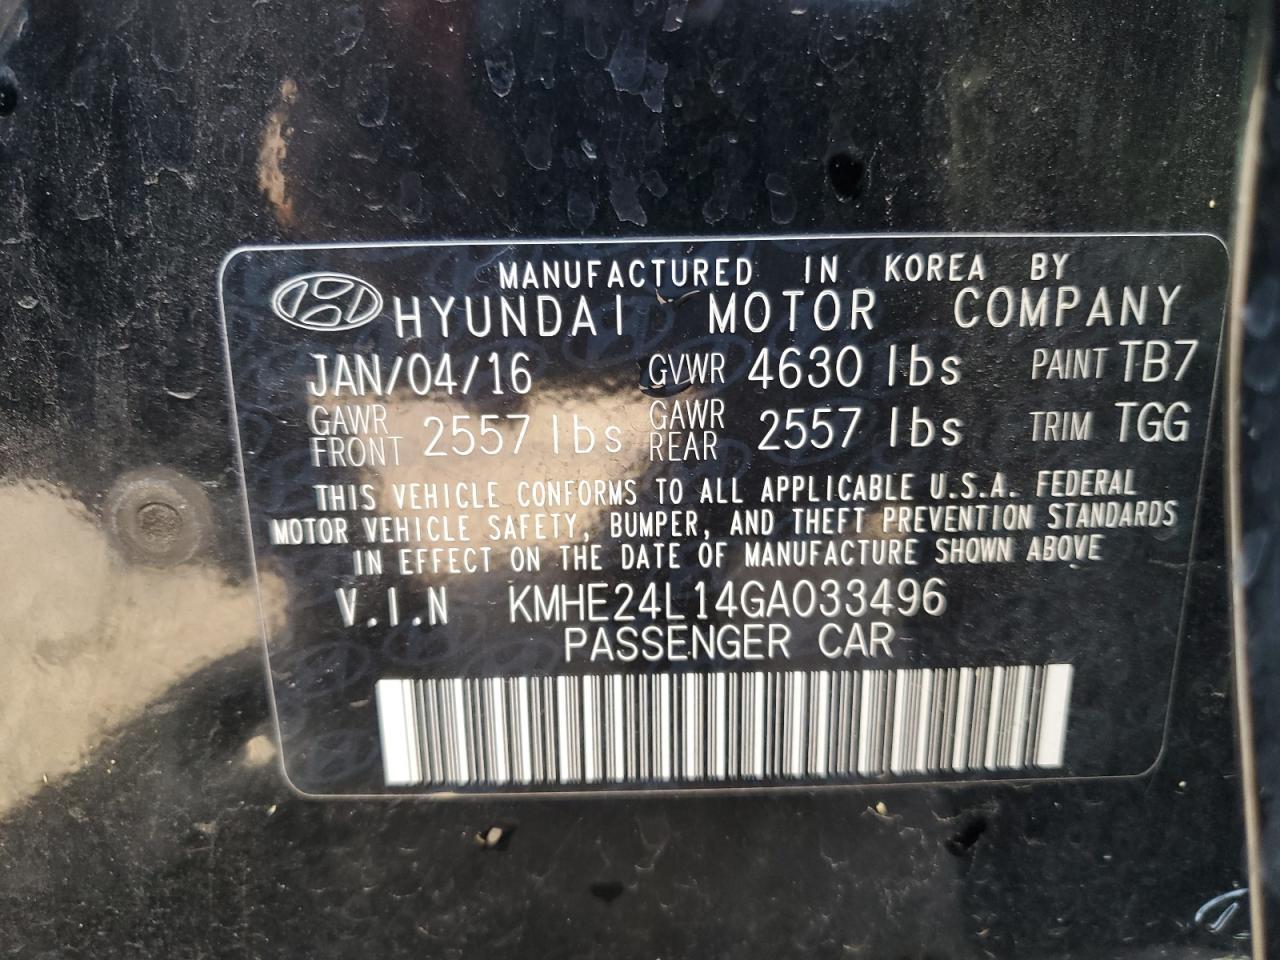 MANUFACTURED IN KOREA BY
HYUNDAI MOTOR COMPANY
JAN/04/16 GVWR 4630 lbs PAINT TB7
GAWR FRONT 2557 lbs GAWR REAR 2557 lbs TRIM TGG
THIS VEHICLE CONFORMS TO ALL APPLICABLE U.S.A. FEDERAL
MOTOR VEHICLE SAFETY, BUMPER, AND THEFT PREVENTION STANDARDS
IN EFFECT ON THE DATE OF MANUFACTURE SHOWN ABOVE
V.I.N KMHE24L14GA033496
PASSENGER CAR